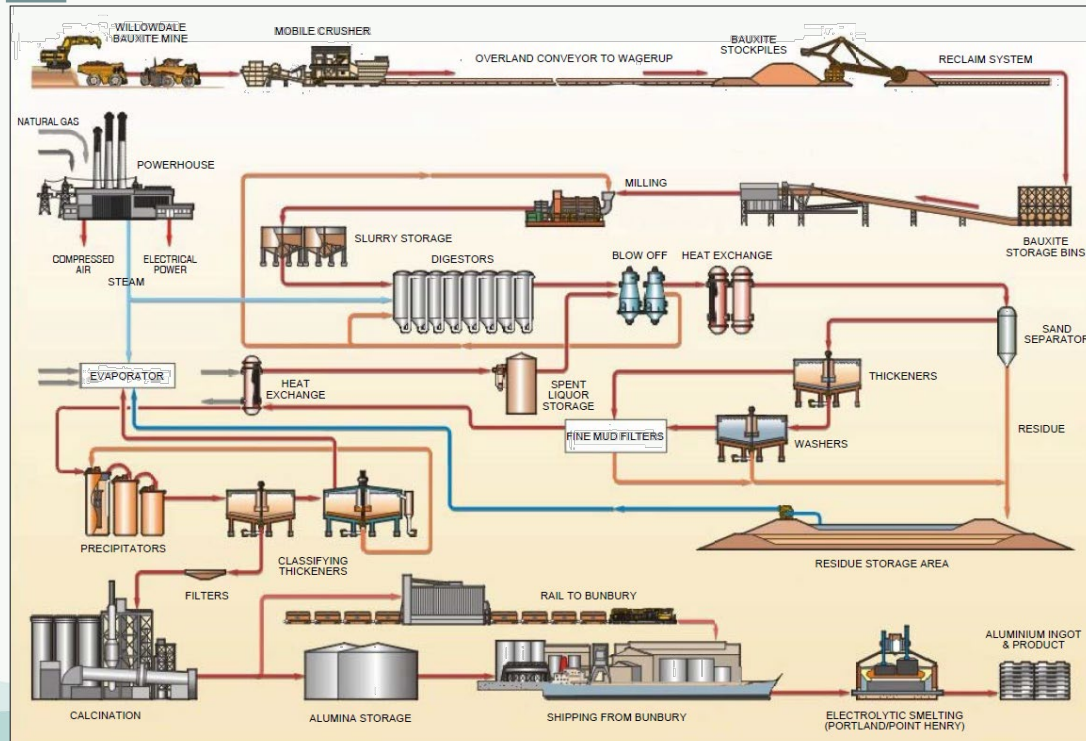 WILLOWDALE
BAUXITE MINE
MOBILE CRUSHER
OVERLAND CONVEYOR TO WAGERUP
BAUXITE
STOCKPILES
RECLAIM SYSTEM
NATURAL GAS
POWERHOUSE
MILLING
SLURRY STORAGE
BAUXITE
STORAGE BINS
COMPRESSED
AIR
ELECTRICAL
POWER
STEAM
DIGESTORS
BLOW OFF
HEAT EXCHANGE
SAND
SEPARATOR
EVAPORATOR
HEAT
EXCHANGE
SPENT
LIQUOR
STORAGE
THICKENERS
FINE MUD FILTERS
WASHERS
RESIDUE
PRECIPITATORS
CLASSIFYING
THICKENERS
RESIDUE STORAGE AREA
FILTERS
RAIL TO BUNBURY
ALUMINIUM INGOT
& PRODUCT
CALCINATION
ALUMINA STORAGE
SHIPPING FROM BUNBURY
ELECTROLYTIC SMELTING
(PORTLAND/POINT HENRY)